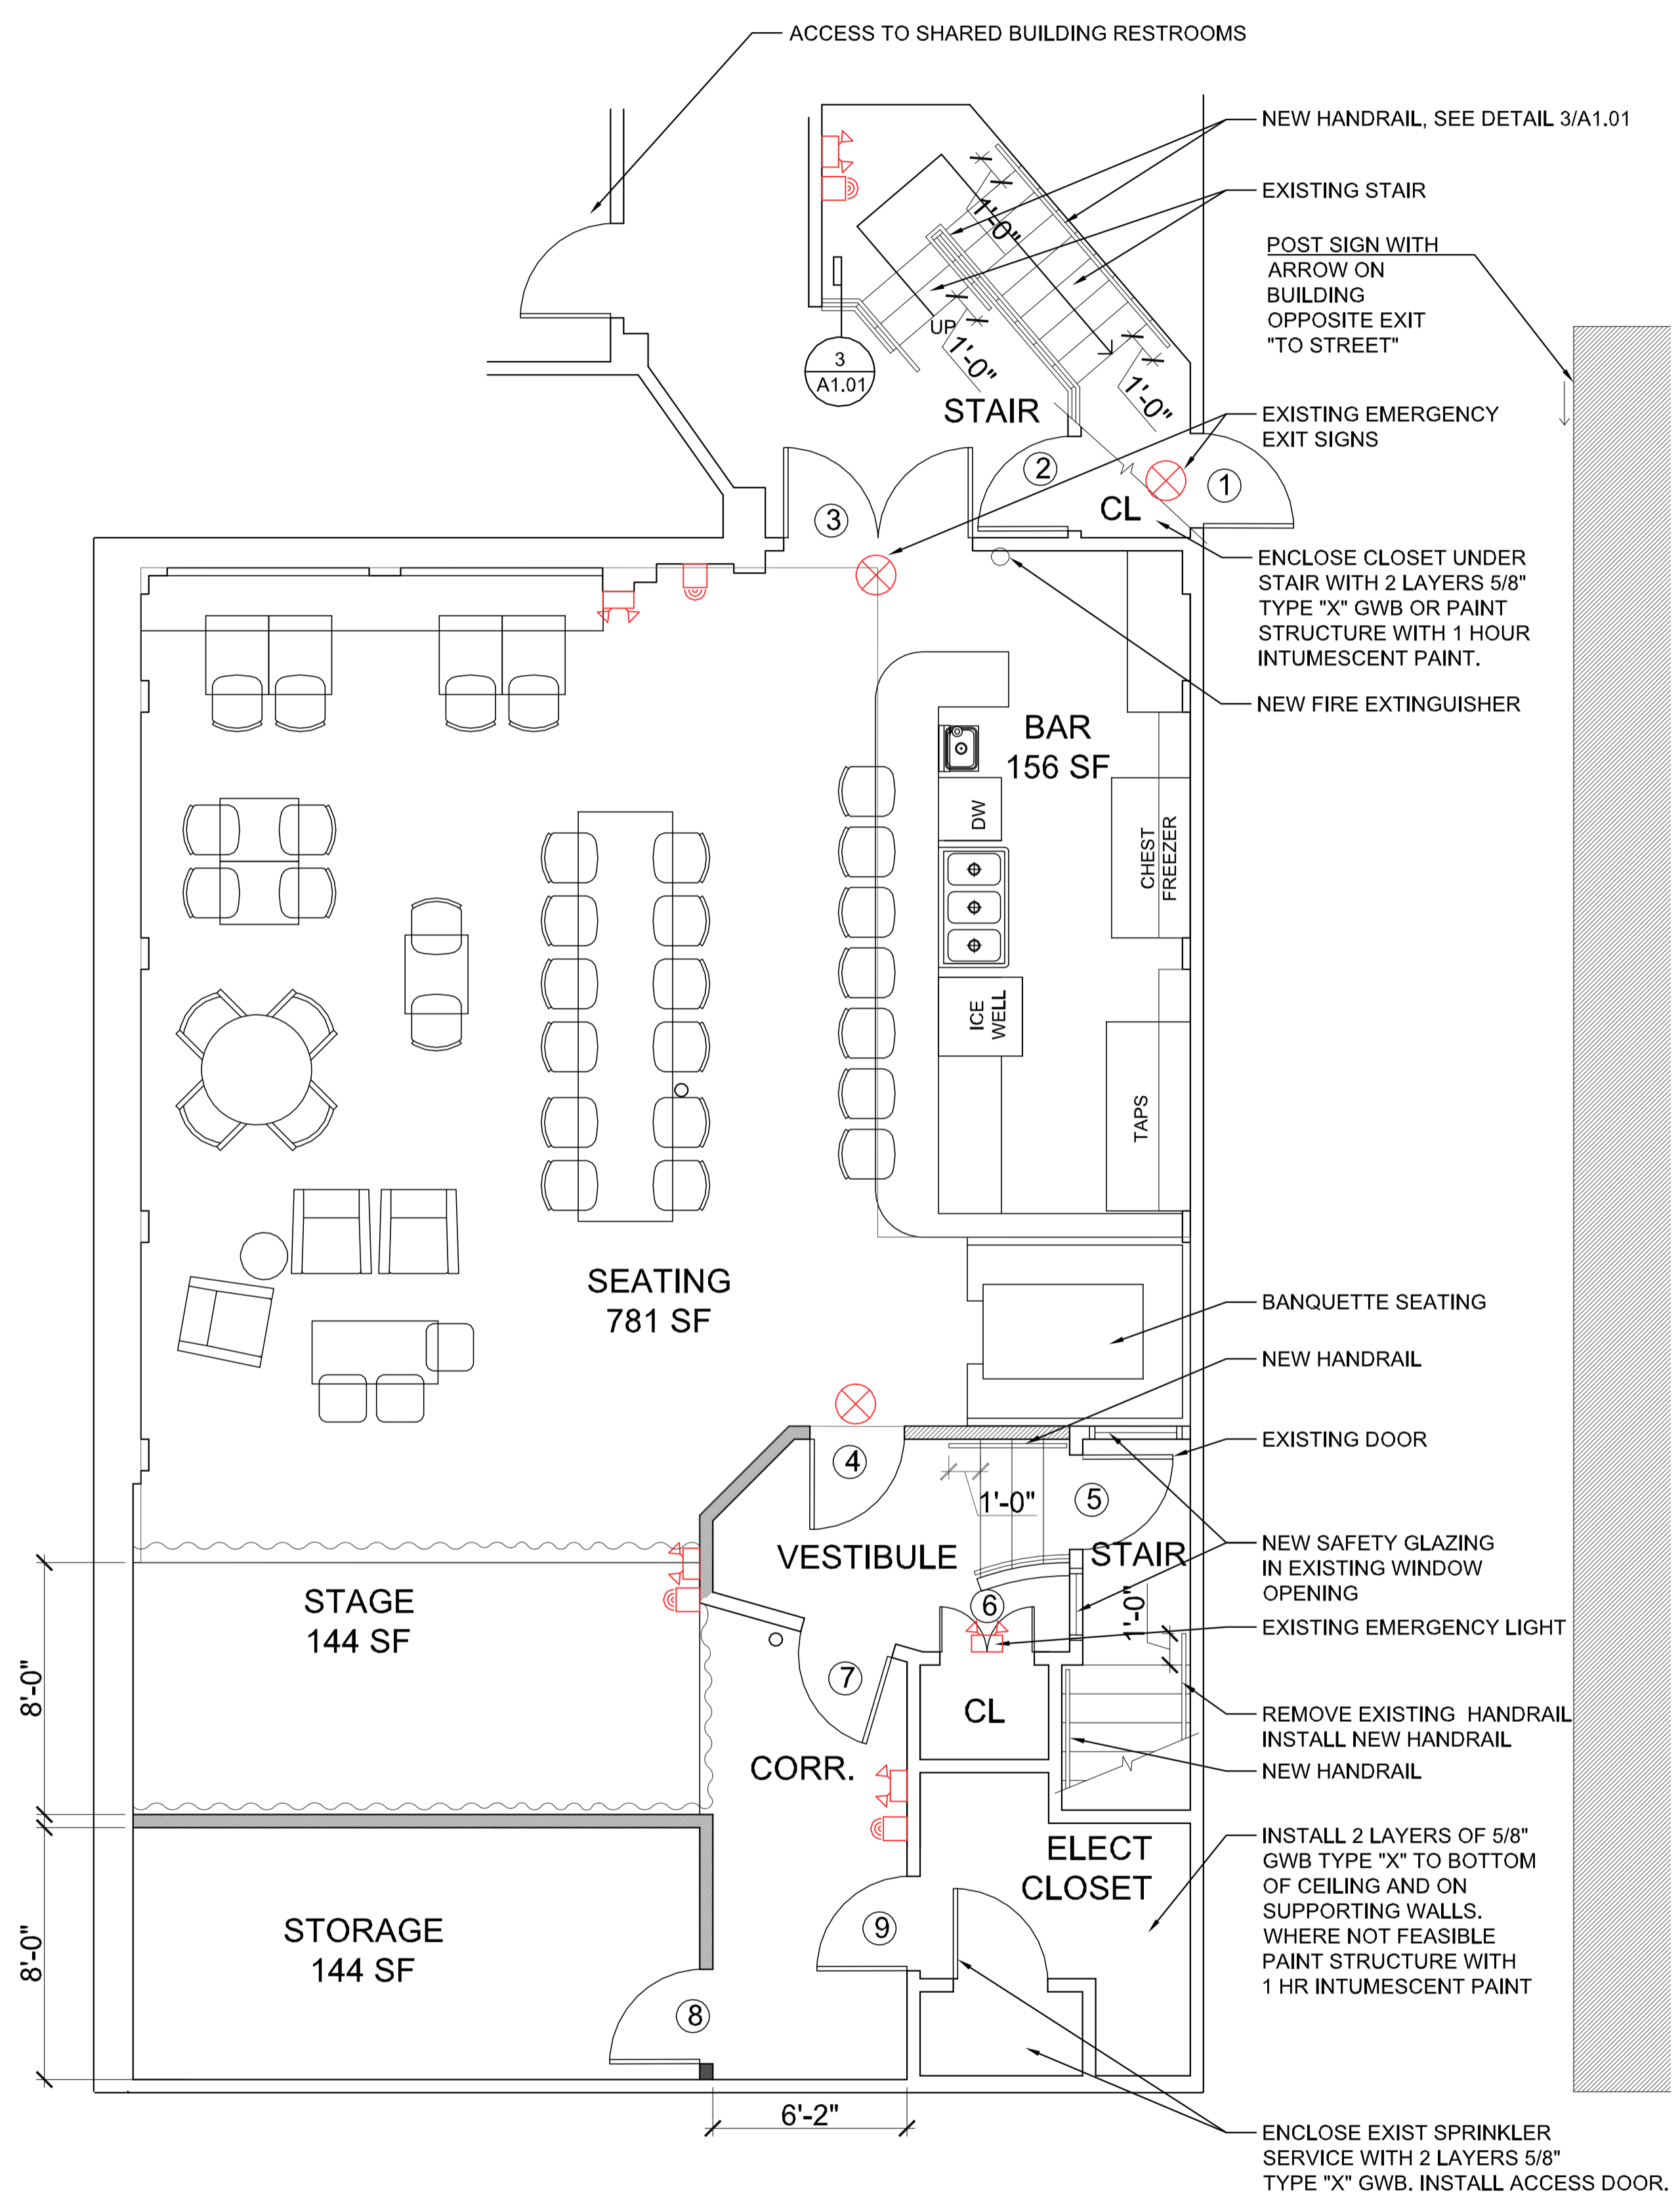 ACCESS TO SHARED BUILDING RESTROOMS
NEW HANDRAIL, SEE DETAIL 3/A1.01
EXISTING STAIR
POST SIGN WITH
ARROW ON
BUILDING
OPPOSITE EXIT
"TO STREET"
1'-0"
UP
1'-0"
1'-0"
3
A1.01
STAIR
EXISTING EMERGENCY
EXIT SIGNS
2
1
3
CL
ENCLOSE CLOSET UNDER
STAIR WITH 2 LAYERS 5/8"
TYPE "X" GWB OR PAINT
STRUCTURE WITH 1 HOUR
INTUMESCENT PAINT.
NEW FIRE EXTINGUISHER
BAR
156 SF
DW
CHEST
FREEZER
ICE
WELL
TAPS
SEATING
781 SF
BANQUETTE SEATING
NEW HANDRAIL
EXISTING DOOR
4
1'-0"
5
VESTIBULE
STAIR
NEW SAFETY GLAZING
IN EXISTING WINDOW
OPENING
6
1'-0"
EXISTING EMERGENCY LIGHT
STAGE
144 SF
8'-0"
7
CL
REMOVE EXISTING HANDRAIL
INSTALL NEW HANDRAIL
NEW HANDRAIL
CORR.
ELECT
CLOSET
INSTALL 2 LAYERS OF 5/8"
GWB TYPE "X" TO BOTTOM
OF CEILING AND ON
SUPPORTING WALLS.
WHERE NOT FEASIBLE
PAINT STRUCTURE WITH
1 HR INTUMESCENT PAINT
STORAGE
144 SF
8'-0"
9
8
6'-2"
ENCLOSE EXIST SPRINKLER
SERVICE WITH 2 LAYERS 5/8"
TYPE "X" GWB. INSTALL ACCESS DOOR.